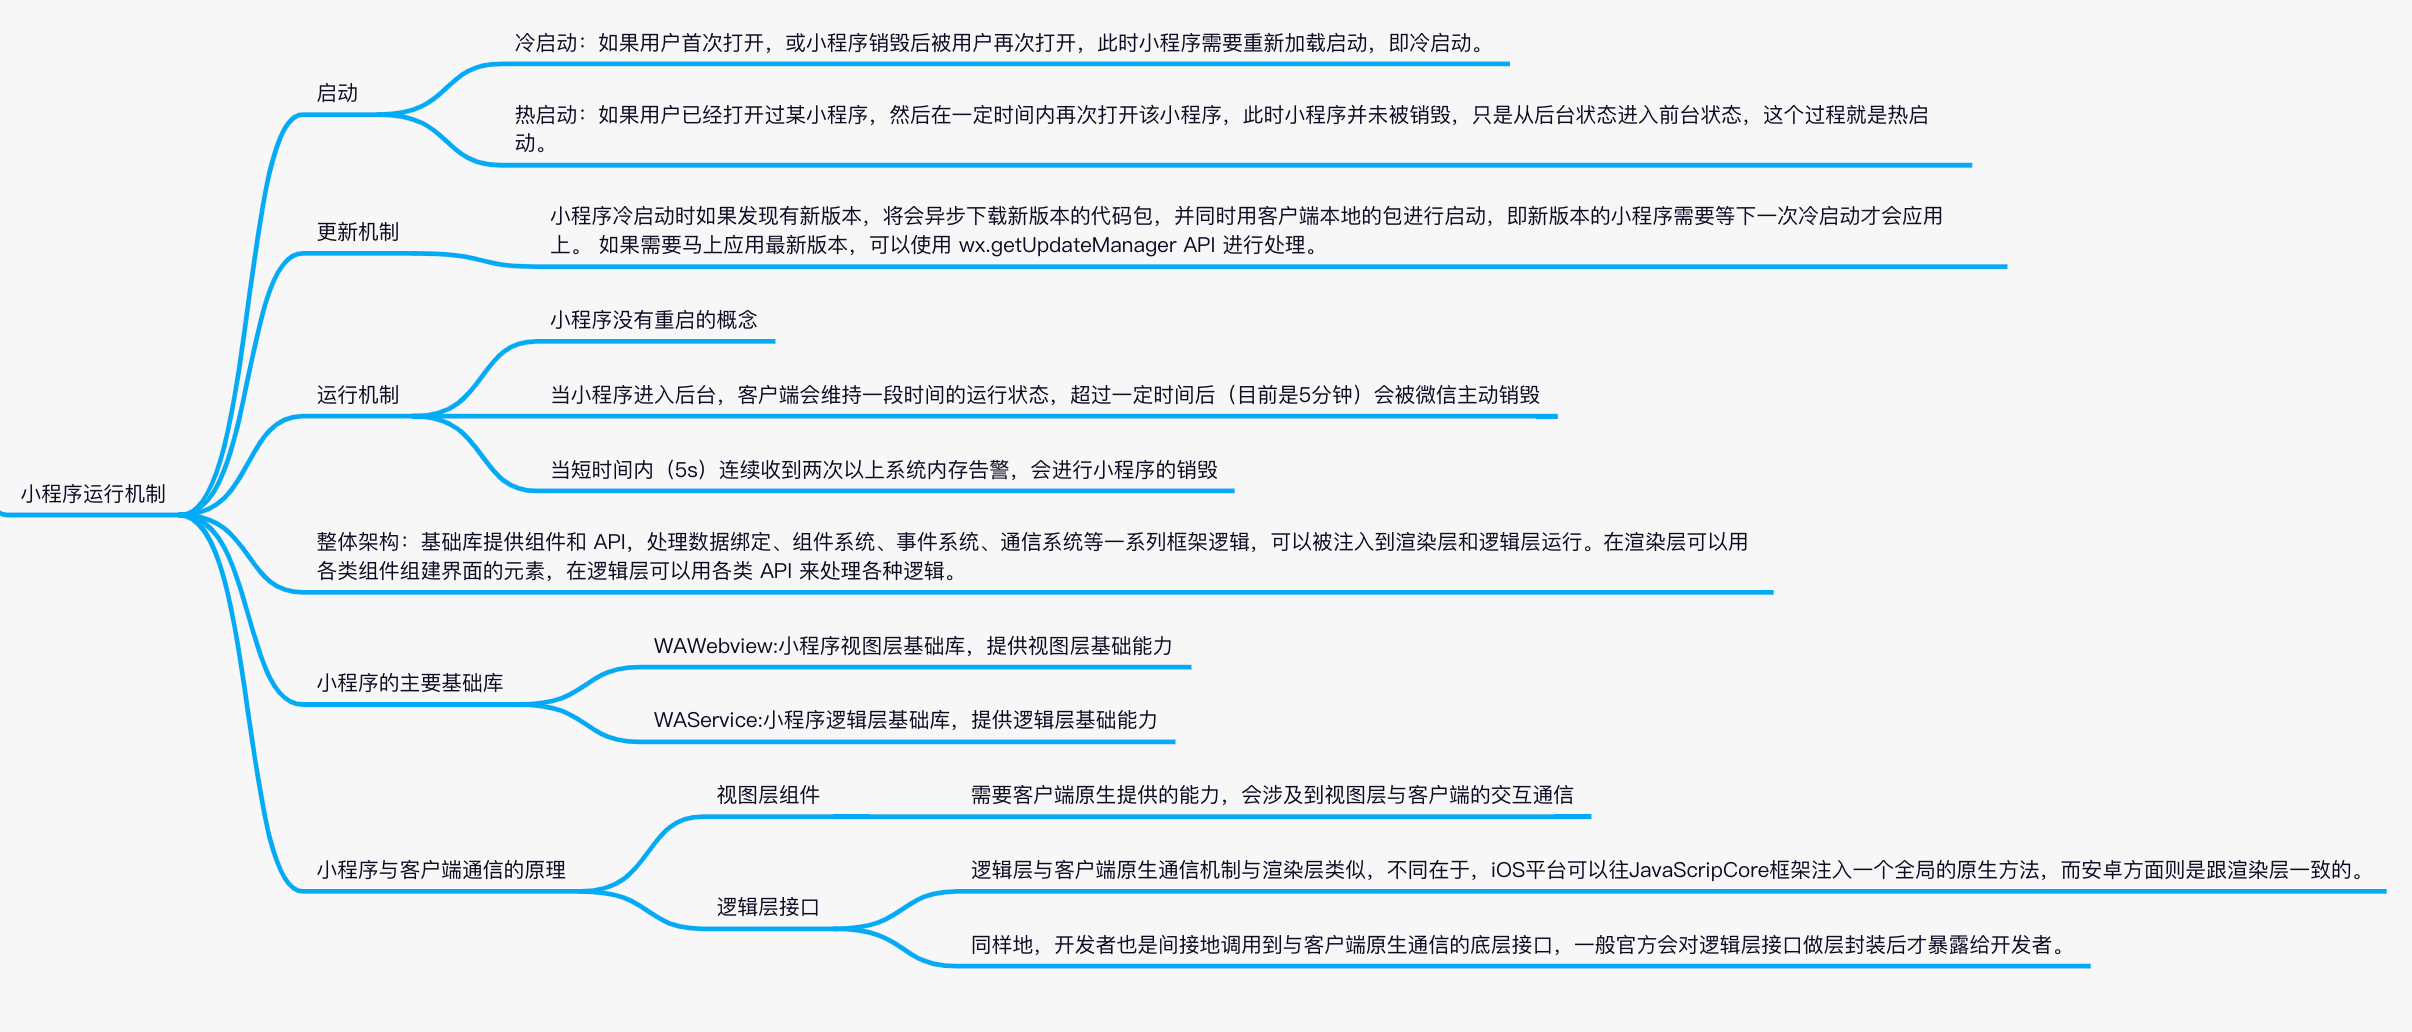 冷启动：如果用户首次打开，或小程序销毁后被用户再次打开，此时小程序需要重新加载启动，即冷启动。
启动
热启动：如果用户已经打开过某小程序，然后在一定时间内再次打开该小程序，此时小程序并未被销毁，只是从后台状态进入前台状态，这个过程就是热启
动。
更新机制
小程序冷启动时如果发现有新版本，将会异步下载新版本的代码包，并同时用客户端本地的包进行启动，即新版本的小程序需要等下一次冷启动才会应用
上。 如果需要马上应用最新版本，可以使用 wx.getUpdateManager API 进行处理。
小程序没有重启的概念
运行机制
当小程序进入后台，客户端会维持一段时间的运行状态，超过一定时间后（目前是5分钟）会被微信主动销毁
当短时间内（5s）连续收到两次以上系统内存告警，会进行小程序的销毁
小程序运行机制
整体架构：基础库提供组件和 API，处理数据绑定、组件系统、事件系统、通信系统等一系列框架逻辑，可以被注入到渲染层和逻辑层运行。在渲染层可以用
各类组件组建界面的元素，在逻辑层可以用各类 API 来处理各种逻辑。
WAWebview:小程序视图层基础库，提供视图层基础能力
小程序的主要基础库
WAService:小程序逻辑层基础库，提供逻辑层基础能力
视图层组件
需要客户端原生提供的能力，会涉及到视图层与客户端的交互通信
小程序与客户端通信的原理
逻辑层与客户端原生通信机制与渲染层类似，不同在于，iOS平台可以往JavaScripCore框架注入一个全局的原生方法，而安卓方面则是跟渲染层一致的。
逻辑层接口
同样地，开发者也是间接地调用到与客户端原生通信的底层接口，一般官方会对逻辑层接口做层封装后才暴露给开发者。